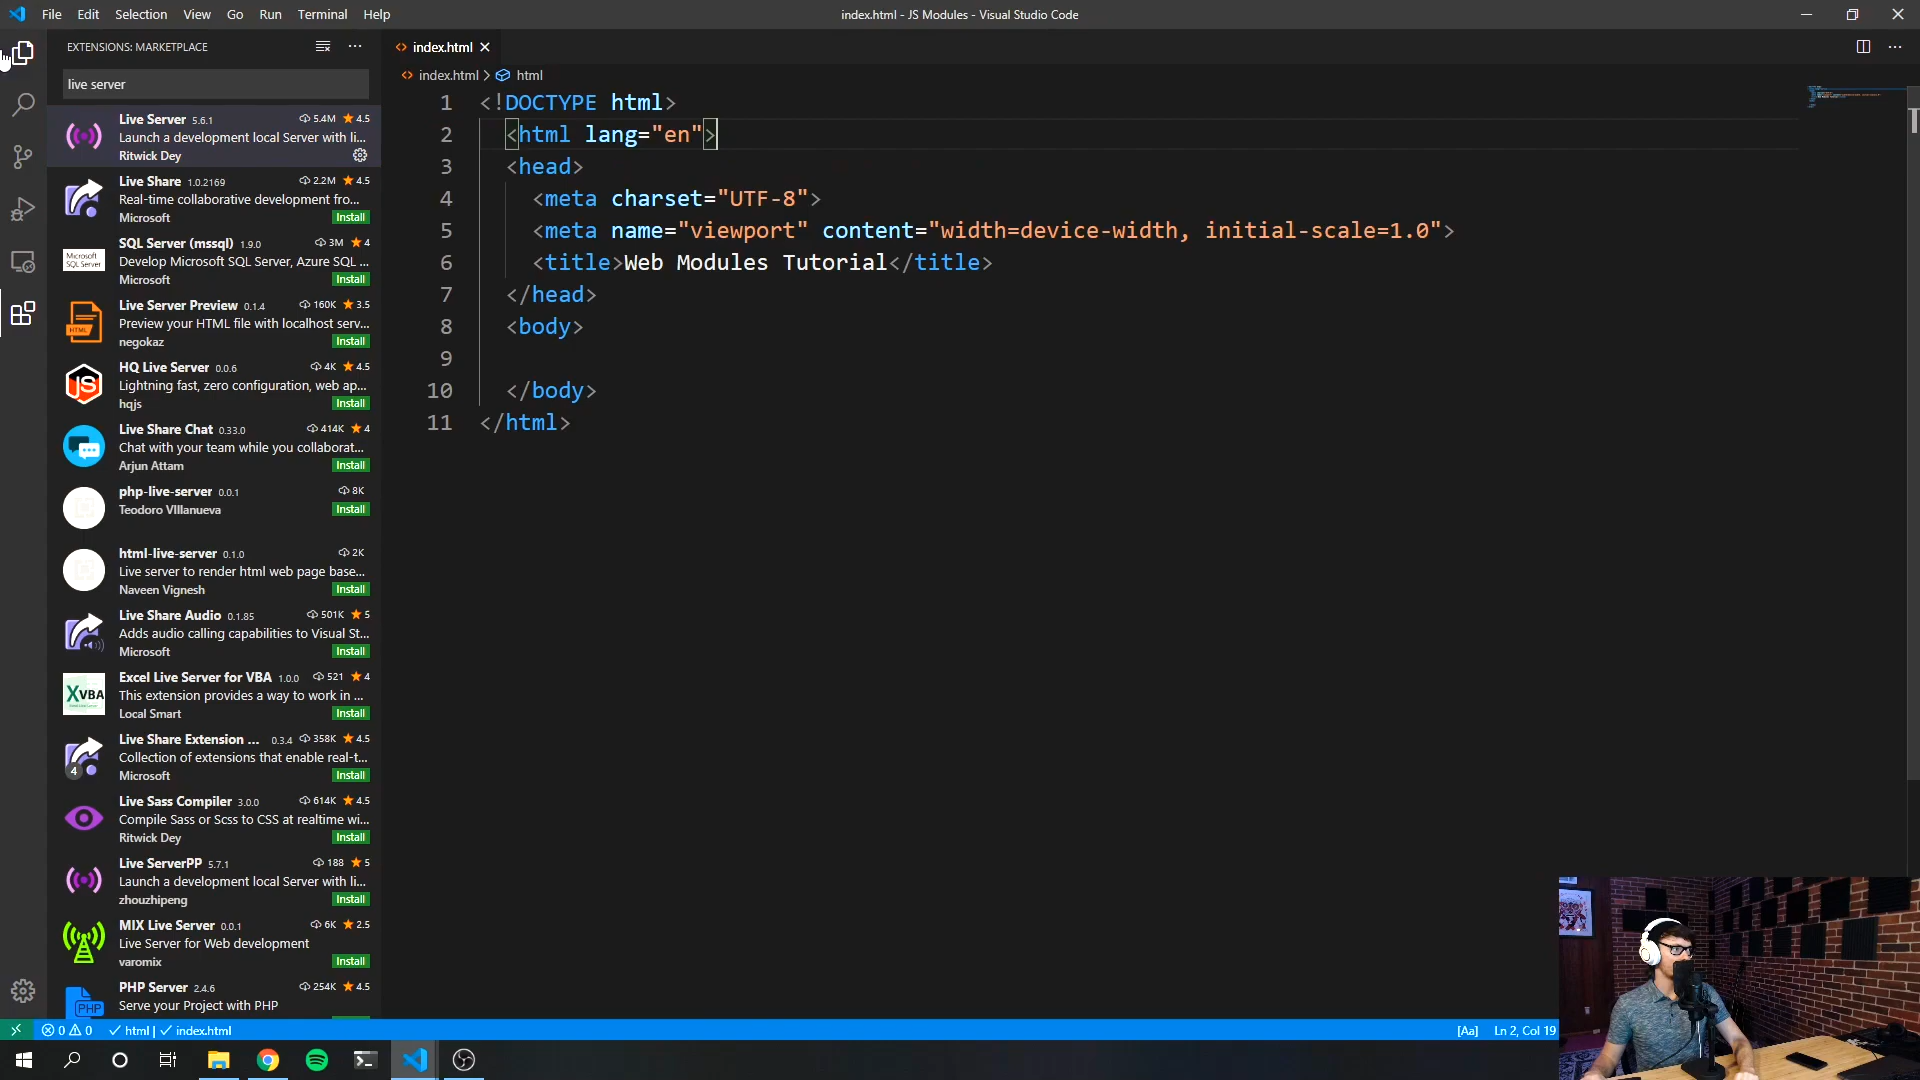 File Edit Selection View Go Run Terminal Help
index.html - JS Modules - Visual Studio Code
EXTENSIONS: MARKETPLACE
live server
Live Server 5.6.1 5.4M 4.5
Launch a development local Server with li...
Ritwick Dey
Live Share 1.0.2169 2.2M 4.5
Real-time collaborative development fro...
Microsoft Install
Microsoft SQL Server
SQL Server (mssql) 1.9.0 3M 4
Develop Microsoft SQL Server, Azure SQL ...
Microsoft Install
HTML
Live Server Preview 0.1.4 160K 3.5
Preview your HTML file with localhost serv...
negokaz Install
JS
HQ Live Server 0.0.6 4K 4.5
Lightning fast, zero configuration, web ap...
hqjs Install
Live Share Chat 0.33.0 414K 4
Chat with your team while you collaborat...
Arjun Attam Install
php-live-server 0.0.1 8K
Teodoro VIllanueva Install
html-live-server 0.1.0 2K
Live server to render html web page base...
Naveen Vignesh Install
Live Share Audio 0.1.85 501K 5
Adds audio calling capabilities to Visual St...
Microsoft Install
XVBA
Excel Live Server for VBA 1.0.0 521 4
This extension provides a way to work in ...
Local Smart Install
Live Share Extension ... 0.3.4 358K 4.5
Collection of extensions that enable real-t...
4
Microsoft Install
Live Sass Compiler 3.0.0 614K 4.5
Compile Sass or Scss to CSS at realtime wi...
Ritwick Dey Install
Live ServerPP 5.7.1 188 5
Launch a development local Server with li...
zhouzhipeng Install
MIX Live Server 0.0.1 6K 2.5
Live Server for Web development
varomix Install
PHP Server 2.4.6 254K 4.5
Serve your Project with PHP
PHP
index.html
index.html > html
1 <!DOCTYPE html>
2 <html lang="en">
3 <head>
4 <meta charset="UTF-8">
5 <meta name="viewport" content="width=device-width, initial-scale=1.0">
6 <title>Web Modules Tutorial</title>
7 </head>
8 <body>
9
10 </body>
11 </html>
0 0 html | index.html
[Aa] Ln 2, Col 19